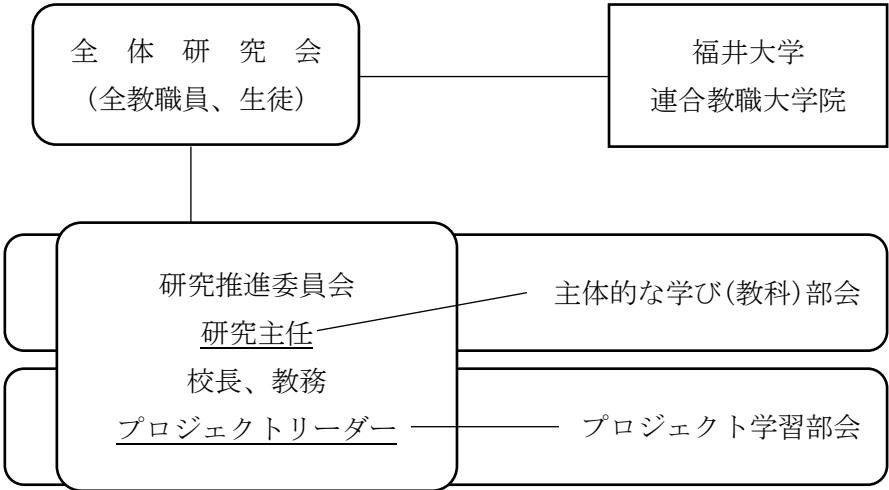 全　体　研　究　会
（全教職員、生徒）
福井大学
連合教職大学院
研究推進委員会
研究主任
校長、教務
プロジェクトリーダー
主体的な学び(教科)部会
プロジェクト学習部会